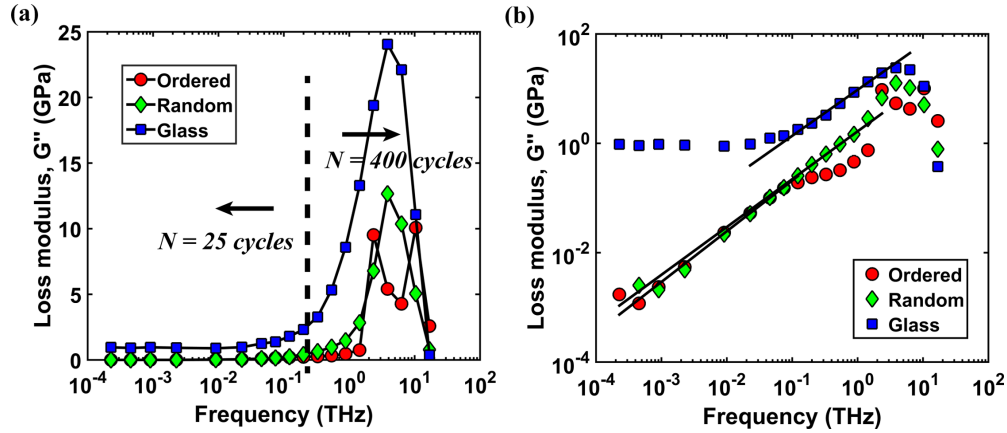 (a)
25
20
15
10
5
0
Loss modulus, G" (GPa)
Ordered
Random
Glass
N = 400 cycles
N = 25 cycles
10^-4 10^-3 10^-2 10^-1 10^0 10^1 10^2
Frequency (THz)
(b)
10^2
10^0
10^-2
10^-4
Loss modulus, G" (GPa)
Ordered
Random
Glass
10^-4 10^-3 10^-2 10^-1 10^0 10^1 10^2
Frequency (THz)